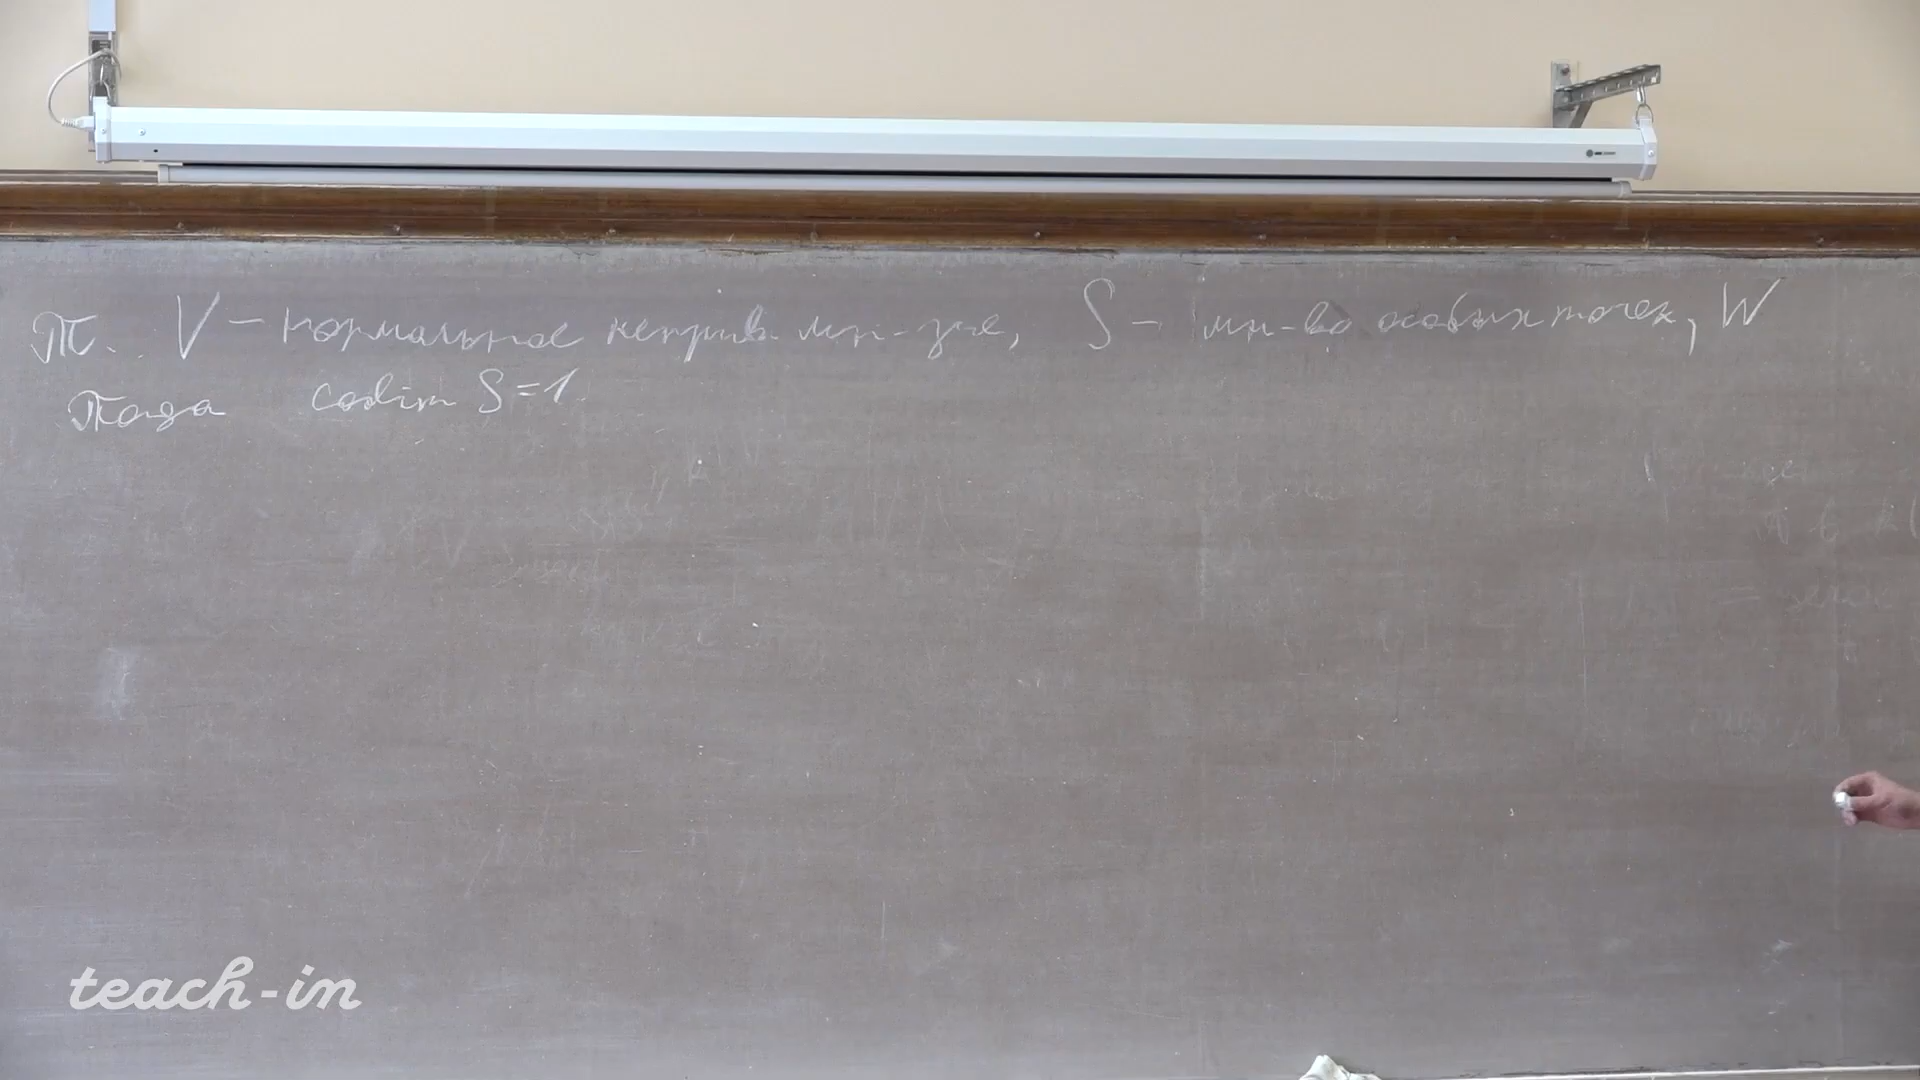 Т. V – нормальное неприв. мн-зие, S – мн-во особых точек, W
Тогда codim S = 1
teach-in